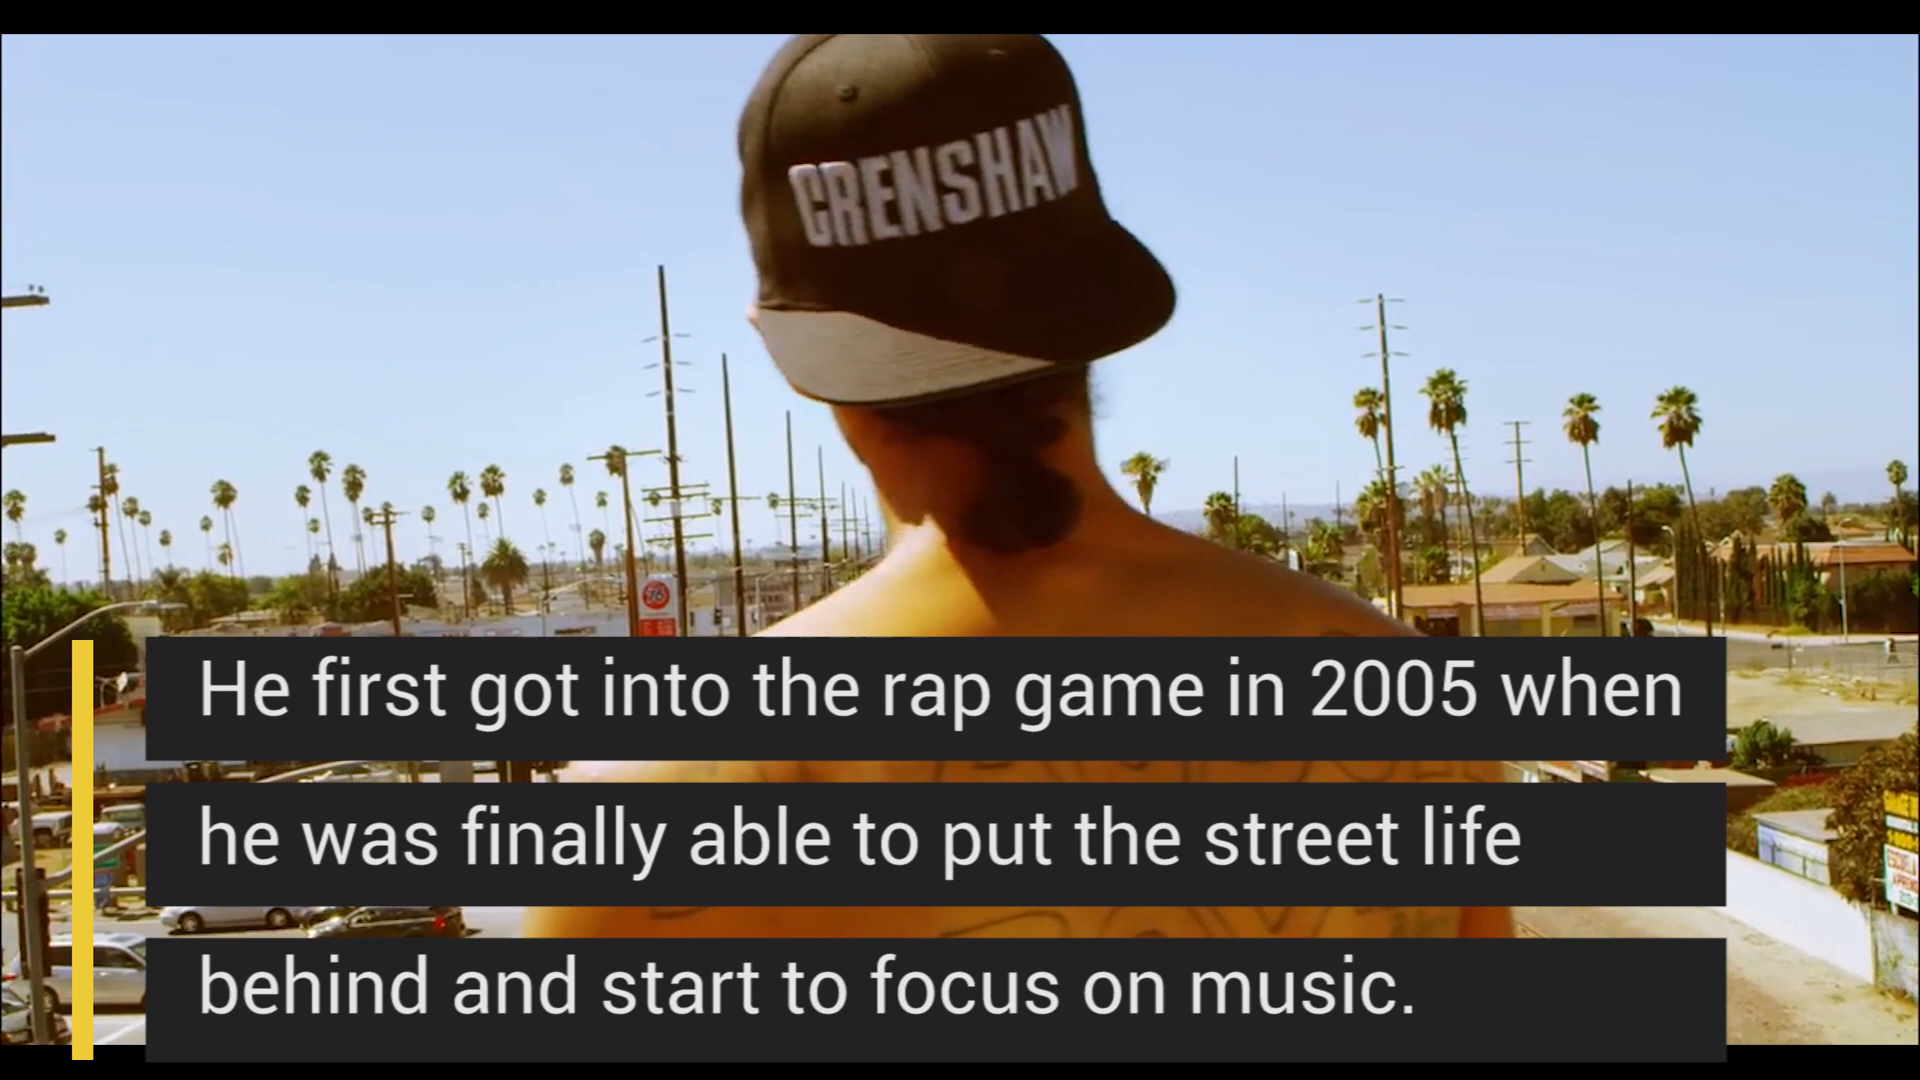 CRENSHAW
76
He first got into the rap game in 2005 when
he was finally able to put the street life
behind and start to focus on music.